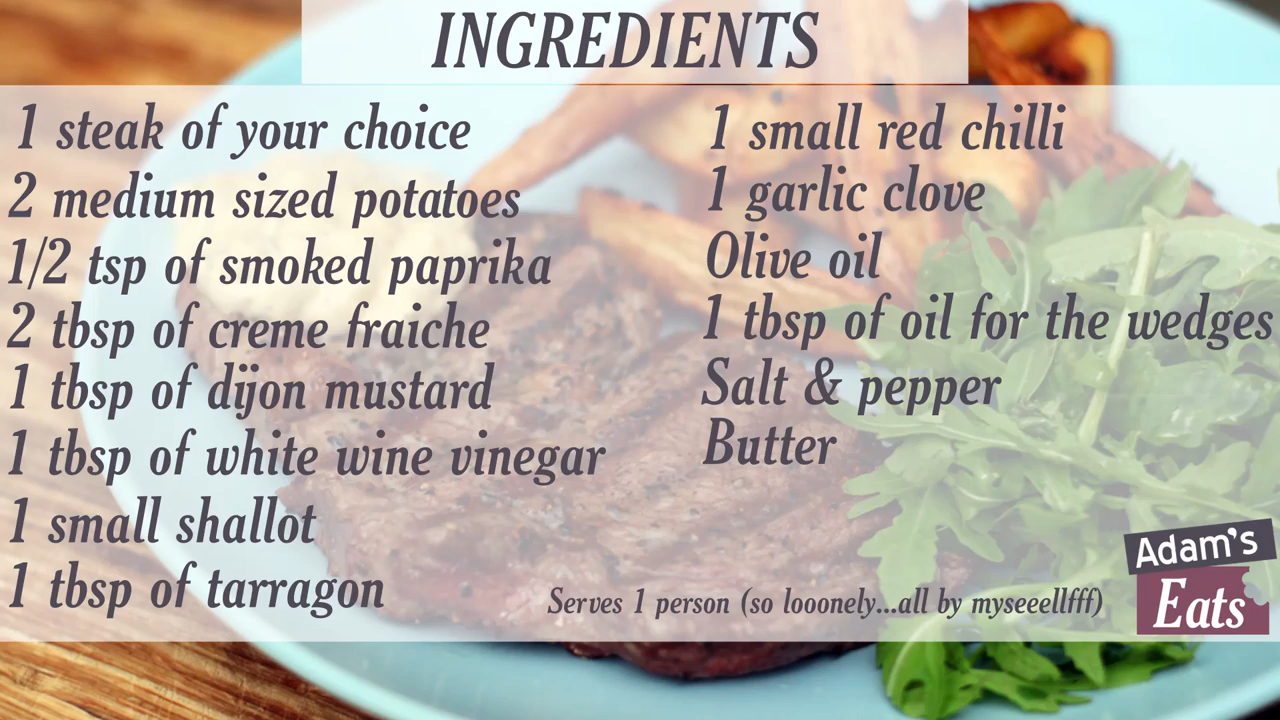 INGREDIENTS
1 steak of your choice
2 medium sized potatoes
1/2 tsp of smoked paprika
2 tbsp of creme fraiche
1 tbsp of dijon mustard
1 tbsp of white wine vinegar
1 small shallot
1 tbsp of tarragon
1 small red chilli
1 garlic clove
Olive oil
1 tbsp of oil for the wedges
Salt & pepper
Butter
Serves 1 person (so looonely...all by myseeellfff)
Adam's
Eats